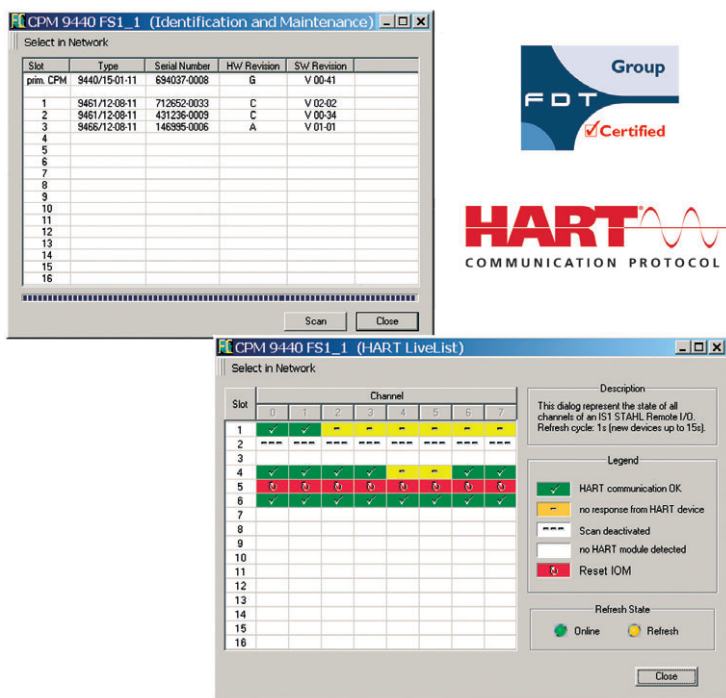 CPM 9440 FS1_1 (Identification and Maintenance)
Select in Network
Slot Type Serial Number HW Revision SW Revision
prim. CPM 9440/15-01-11 694037-0008 G V 00-41
1 9461/12-08-11 712652-0033 C V 02-02
2 9461/12-08-11 431236-0009 C V 00-34
3 9466/12-08-11 146995-0006 A V 01-01
4
5
6
7
8
9
10
11
12
13
14
15
16
Scan Close
Group
FDT
Certified
HART
COMMUNICATION PROTOCOL
CPM 9440 FS1_1 (HART LiveList)
Select in Network
Slot Channel
0 1 2 3 4 5 6 7
1
2
3
4
5
6
7
8
9
10
11
12
13
14
15
16
Description
This dialog represent the state of all
channels of an IS1 STAHL Remote I/O.
Refresh cycle: 1s (new devices up to 15s).
Legend
HART communication OK
no response from HART device
Scan deactivated
no HART module detected
Reset IOM
Refresh State
Online Refresh
Close